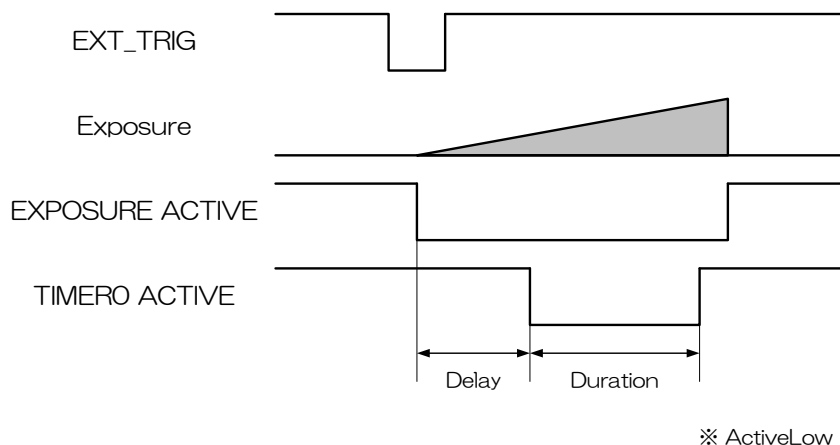 EXT_TRIG
Exposure
EXPOSURE ACTIVE
TIMER0 ACTIVE
Delay
Duration
※ ActiveLow